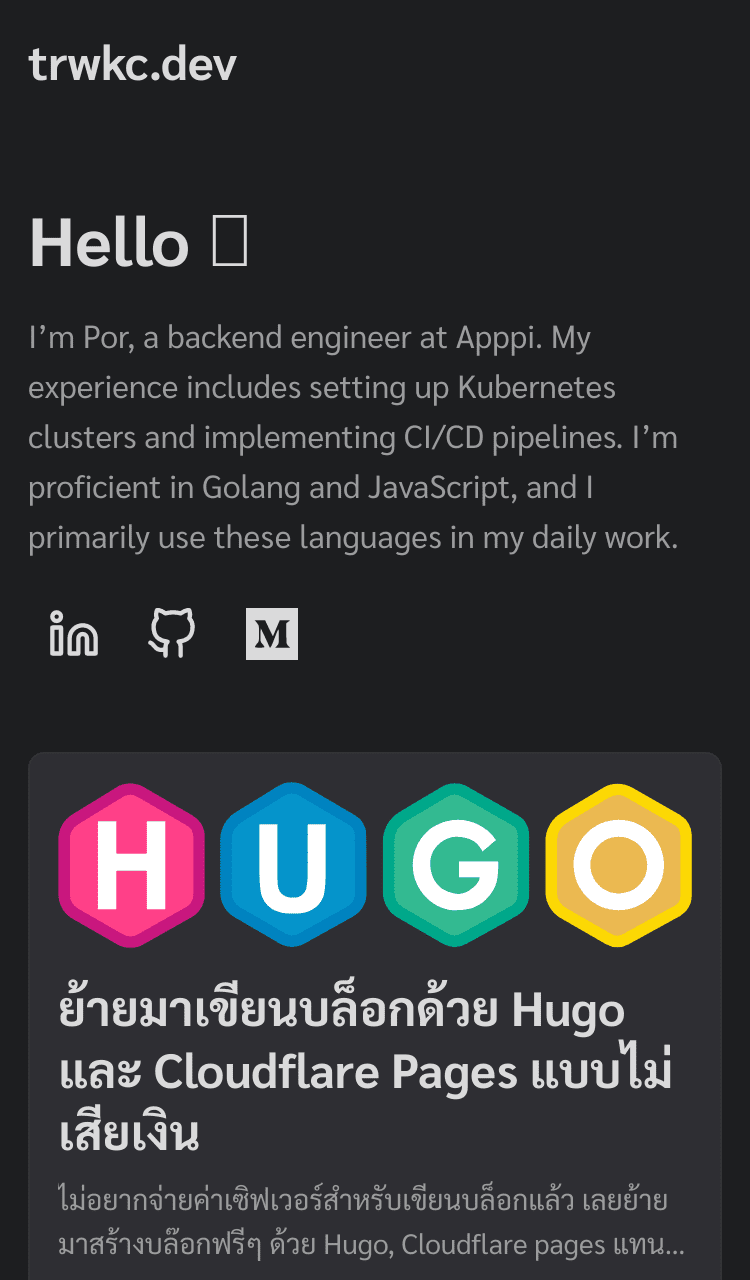 trwkc.dev
Hello
I’m Por, a backend engineer at Apppi. My
experience includes setting up Kubernetes
clusters and implementing CI/CD pipelines. I’m
proficient in Golang and JavaScript, and I
primarily use these languages in my daily work.
in M
HUGO
ย้ายมาเขียนบล็อกด้วย Hugo
และ Cloudflare Pages แบบไม่
เสียเงิน
ไม่อยากจ่ายค่าเซิฟเวอร์สำหรับเขียนบล็อกแล้ว เลยย้าย
มาสร้างบล๊อกฟรีๆ ด้วย Hugo, Cloudflare pages แทน...